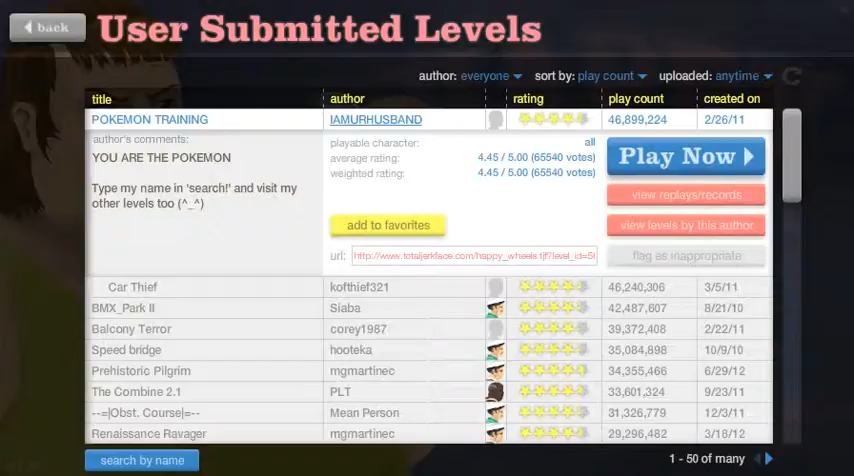 back
User Submitted Levels
author: everyone sort by: play count uploaded: anytime
title author rating play count created on
POKEMON TRAINING IAMURHUSBAND 46,899,224 2/26/11
author's comments:
YOU ARE THE POKEMON
Type my name in 'search!' and visit my
other levels too (^_^)
playable character: all
average rating: 4.45 / 5.00 (65540 votes)
weighted rating: 4.45 / 5.00 (65540 votes)
add to favorites
url: http://www.totaljerkface.com/happy_wheels.tjf?level_id=5
Play Now
view replays/records
view levels by this author
flag as inappropriate
Car Thief kofthief321 46,240,306 3/5/11
BMX_Park II Siaba 42,487,607 8/21/10
Balcony Terror corey1987 39,372,408 2/22/11
Speed bridge hooteka 35,084,898 10/9/10
Prehistoric Pilgrim mgmartinec 34,355,466 6/29/12
The Combine 2.1 PLT 33,601,324 9/23/11
--=|Obst. Course|=-- Mean Person 31,326,779 12/3/11
Renaissance Ravager mgmartinec 29,296,482 3/18/12
search by name
1 - 50 of many